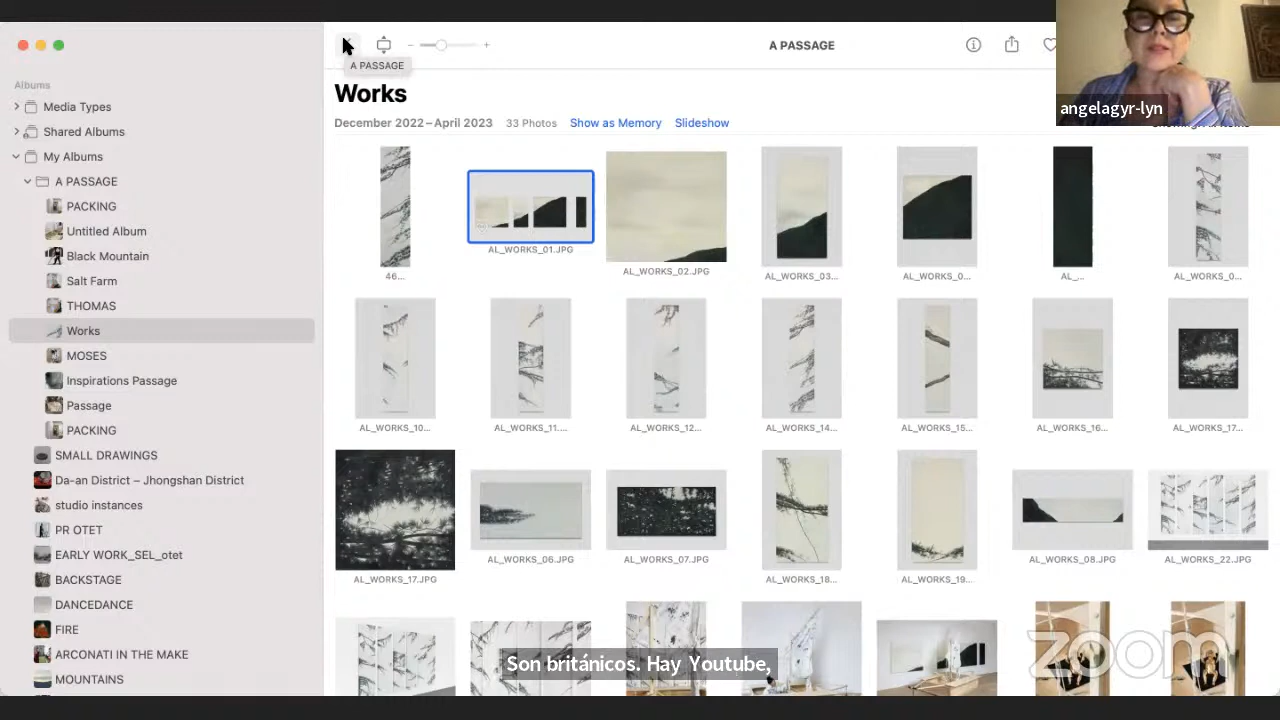 A PASSAGE
angelagyr-lyn
A PASSAGE
Albums
Media Types
Shared Albums
My Albums
A PASSAGE
PACKING
Untitled Album
Black Mountain
Salt Farm
THOMAS
Works
MOSES
Inspirations Passage
Passage
PACKING
SMALL DRAWINGS
Da-an District – Jhongshan District
studio instances
PR OTET
EARLY WORK_SEL_otet
BACKSTAGE
DANCEDANCE
FIRE
ARCONATI IN THE MAKE
MOUNTAINS
Works
December 2022–April 2023 33 Photos Show as Memory Slideshow
46... AL_WORKS_01.JPG AL_WORKS_02.JPG AL_WORKS_03... AL_WORKS_0... AL_... AL_WORKS_0...
AL_WORKS_10... AL_WORKS_11.... AL_WORKS_12... AL_WORKS_14... AL_WORKS_15... AL_WORKS_16... AL_WORKS_17...
AL_WORKS_17.JPG AL_WORKS_06.JPG AL_WORKS_07.JPG AL_WORKS_18... AL_WORKS_19... AL_WORKS_08.JPG AL_WORKS_22.JPG
Son británicos. Hay Youtube,
zoom